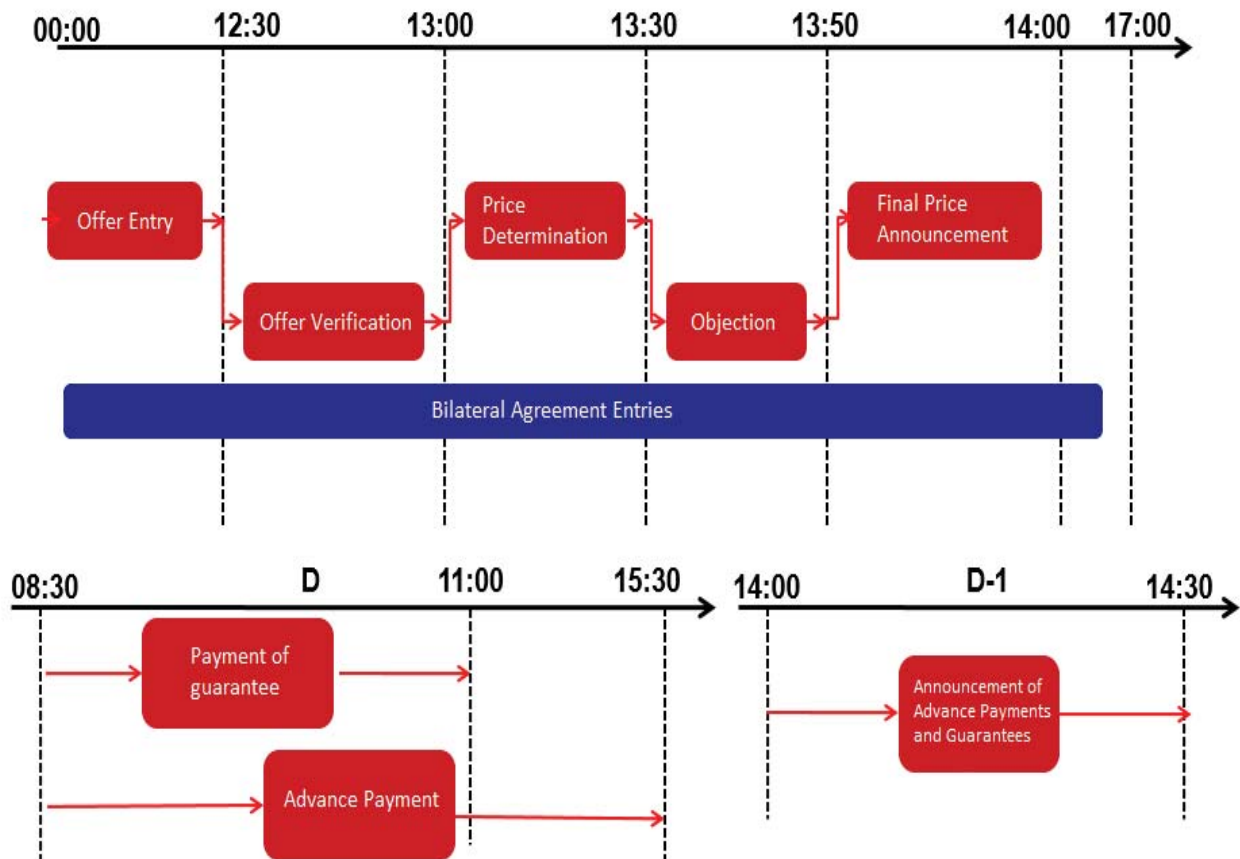 00:00 12:30 13:00 13:30 13:50 14:00 17:00
Offer Entry
Price
Determination
Final Price
Announcement
Offer Verification
Objection
Bilateral Agreement Entries
08:30 D 11:00 15:30
14:00 D-1 14:30
Payment of
guarantee
Advance Payment
Announcement of
Advance Payments
and Guarantees